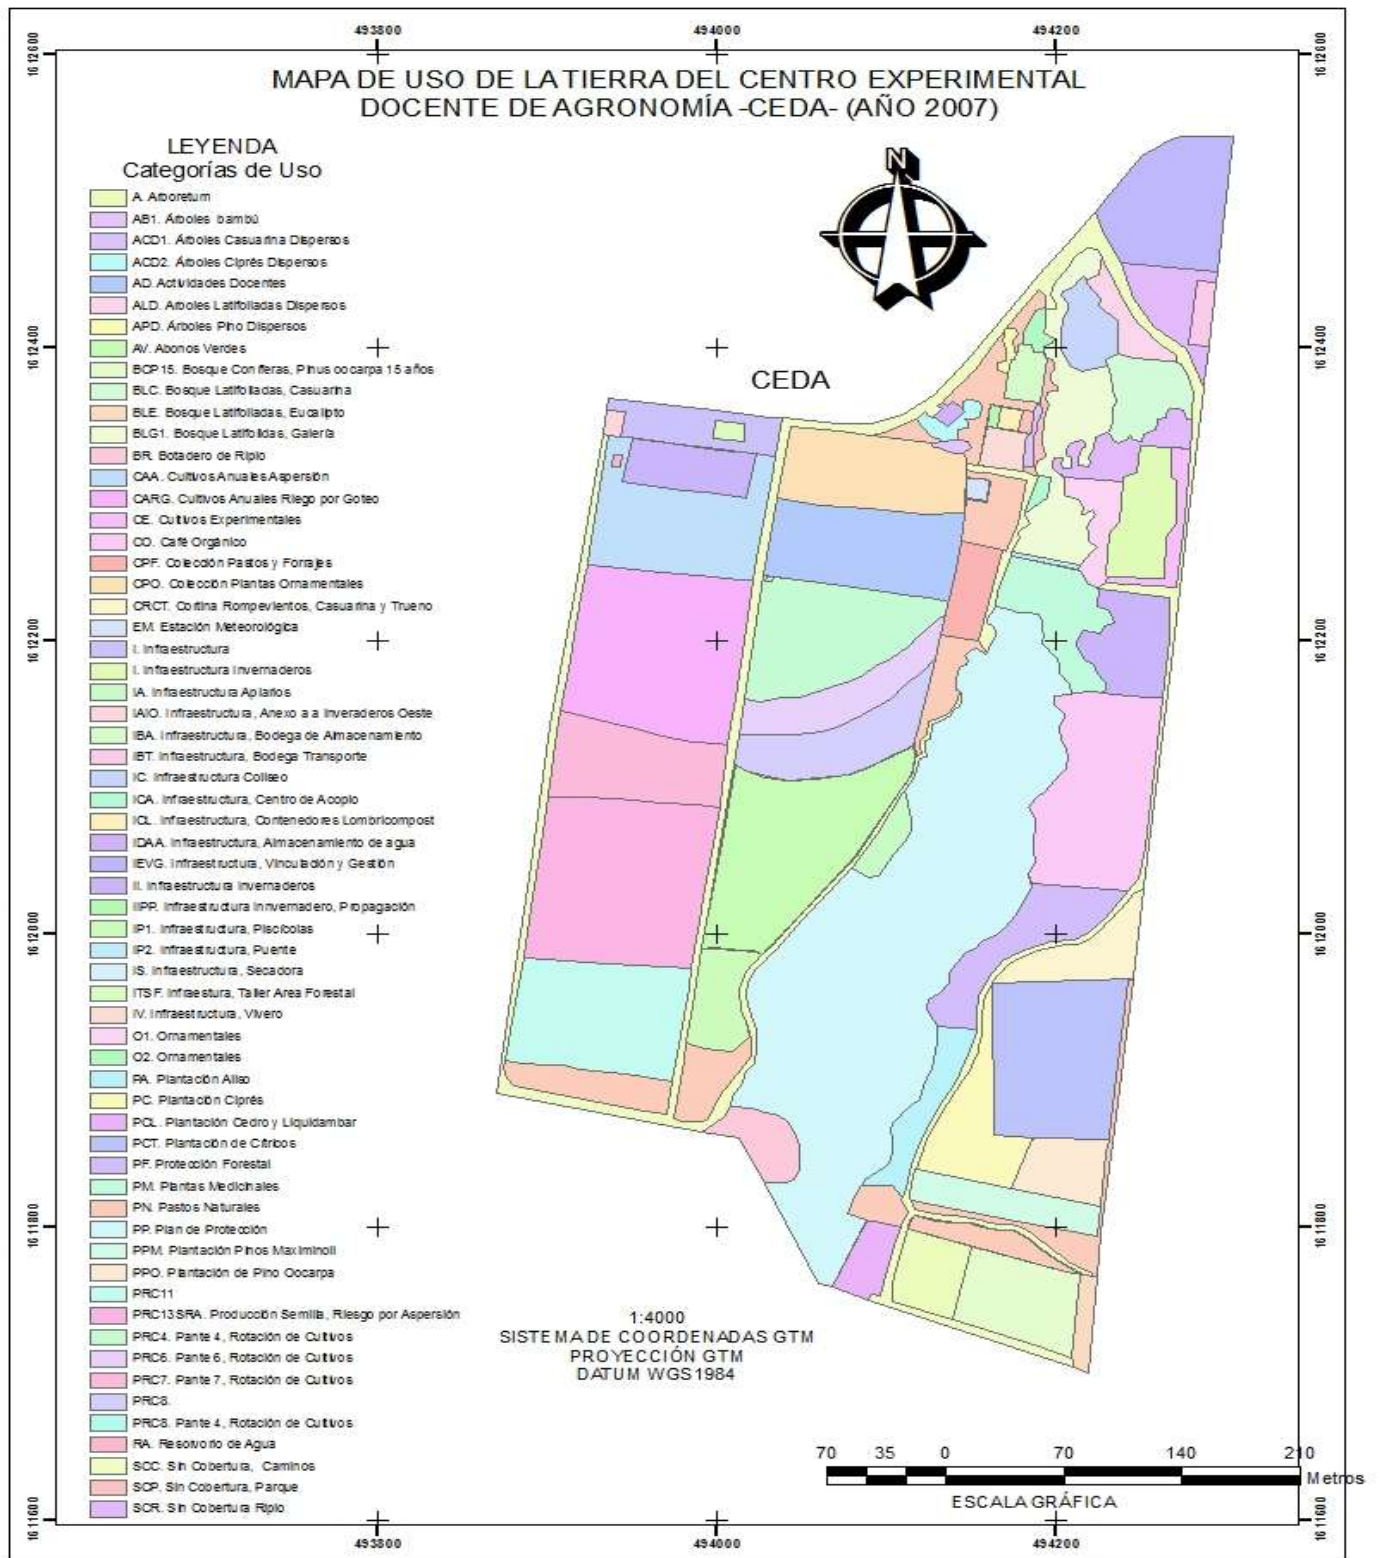 493800 494000 494200
MAPA DE USO DE LA TIERRA DEL CENTRO EXPERIMENTAL
DOCENTE DE AGRONOMÍA -CEDA- (AÑO 2007)
N
CEDA
LEYENDA
Categorías de Uso
A. Arboretum
AB1. Árboles bambú
ACD1. Árboles Casuarina Dispersos
ACD2. Árboles Ciprés Dispersos
AD. Actividades Docentes
ALD. Árboles Latifoliadas Dispersos
APD. Árboles Pino Dispersos
AV. Abonos Verdes
BCP15. Bosque Coniferas, Pinus oocarpa 15 años
BLC. Bosque Latifoliadas, Casuarina
BLE. Bosque Latifoliadas, Eucalipto
BLG1. Bosque Latifolidas, Galería
BR. Botadero de Ripio
CAA. Cultivos Anuales Aspersión
CARG. Cultivos Anuales Riego por Goteo
CE. Cultivos Experimentales
CO. Café Orgánico
CPF. Colección Pastos y Forrajes
CPO. Colección Plantas Ornamentales
CRCT. Cortina Rompevientos, Casuarina y Trueno
EM. Estación Meteorológica
I. Infraestructura
I. Infraestructura Invernaderos
IA. Infraestructura Apiarios
IAIO. Infraestructura, Anexo a a Inveraderos Oeste
IBA. Infraestructura, Bodega de Almacenamiento
IBT. Infraestructura, Bodega Transporte
IC. Infraestructura Coliseo
ICA. Infraestructura, Centro de Acopio
ICL. Infraestructura, Contenedores Lombricompost
IDAA. Infraestructura, Almacenamiento de agua
IEVG. Infraestructura, Vinculación y Gestión
II. Infraestructura Invernaderos
IIPP. Infraestructura Innvernadero, Propagación
IP1. Infraestructura, Piscícolas
IP2. Infraestructura, Puente
IS. Infraestructura, Secadora
ITSF. Infraestura, Taller Area Forestal
IV. Infraestructura, Vivero
O1. Ornamentales
O2. Ornamentales
PA. Plantación Aliso
PC. Plantación Ciprés
PCL. Plantación Cedro y Liquidambar
PCT. Plantación de Cítricos
PF. Protección Forestal
PM. Plantas Medicinales
PN. Pastos Naturales
PP. Plan de Protección
PPM. Plantación Pinos Maximinoii
PPO. Plantación de Pino Oocarpa
PRC11
PRC13SRA. Producción Semilla, Riesgo por Aspersión
PRC4. Pante 4, Rotación de Cultivos
PRC6. Pante 6, Rotación de Cultivos
PRC7. Pante 7, Rotación de Cultivos
PRC8.
PRC8. Pante 4, Rotación de Cultivos
RA. Resorvorio de Agua
SCC. Sin Cobertura, Caminos
SCP. Sin Cobertura, Parque
SCR. Sin Cobertura Ripio
1:4000
SISTEMA DE COORDENADAS GTM
PROYECCIÓN GTM
DATUM WGS1984
70 35 0 70 140 210
Metros
ESCALA GRÁFICA
1612600
1612400
1612200
1612000
1611800
1611600
1612600
1612400
1612200
1612000
1611800
1611600
493800 494000 494200